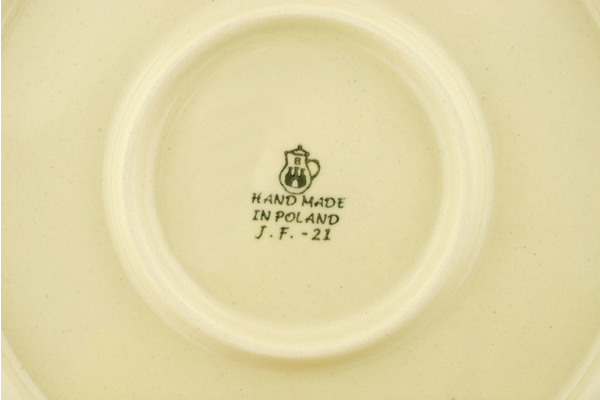 B
HAND MADE
IN POLAND
J. F. - 21